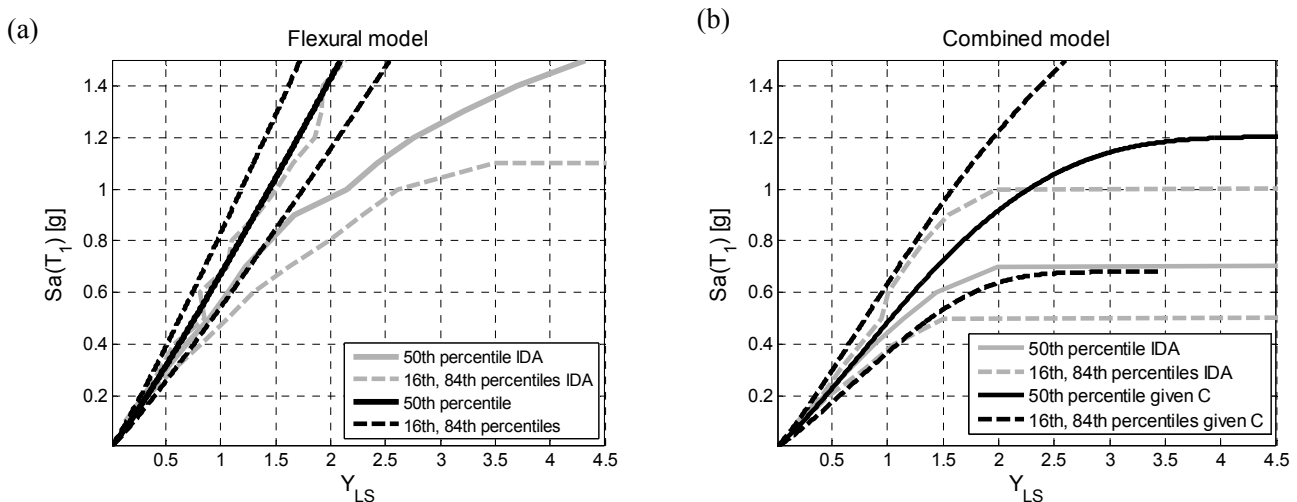 (a)
Flexural model
1.4
1.2
1
0.8
0.6
0.4
0.2
Sa(T1) [g]
0.5 1 1.5 2 2.5 3 3.5 4 4.5
YLS
50th percentile IDA
16th, 84th percentiles IDA
50th percentile
16th, 84th percentiles
(b)
Combined model
1.4
1.2
1
0.8
0.6
0.4
0.2
Sa(T1) [g]
0.5 1 1.5 2 2.5 3 3.5 4 4.5
YLS
50th percentile IDA
16th, 84th percentiles IDA
50th percentile given C
16th, 84th percentiles given C